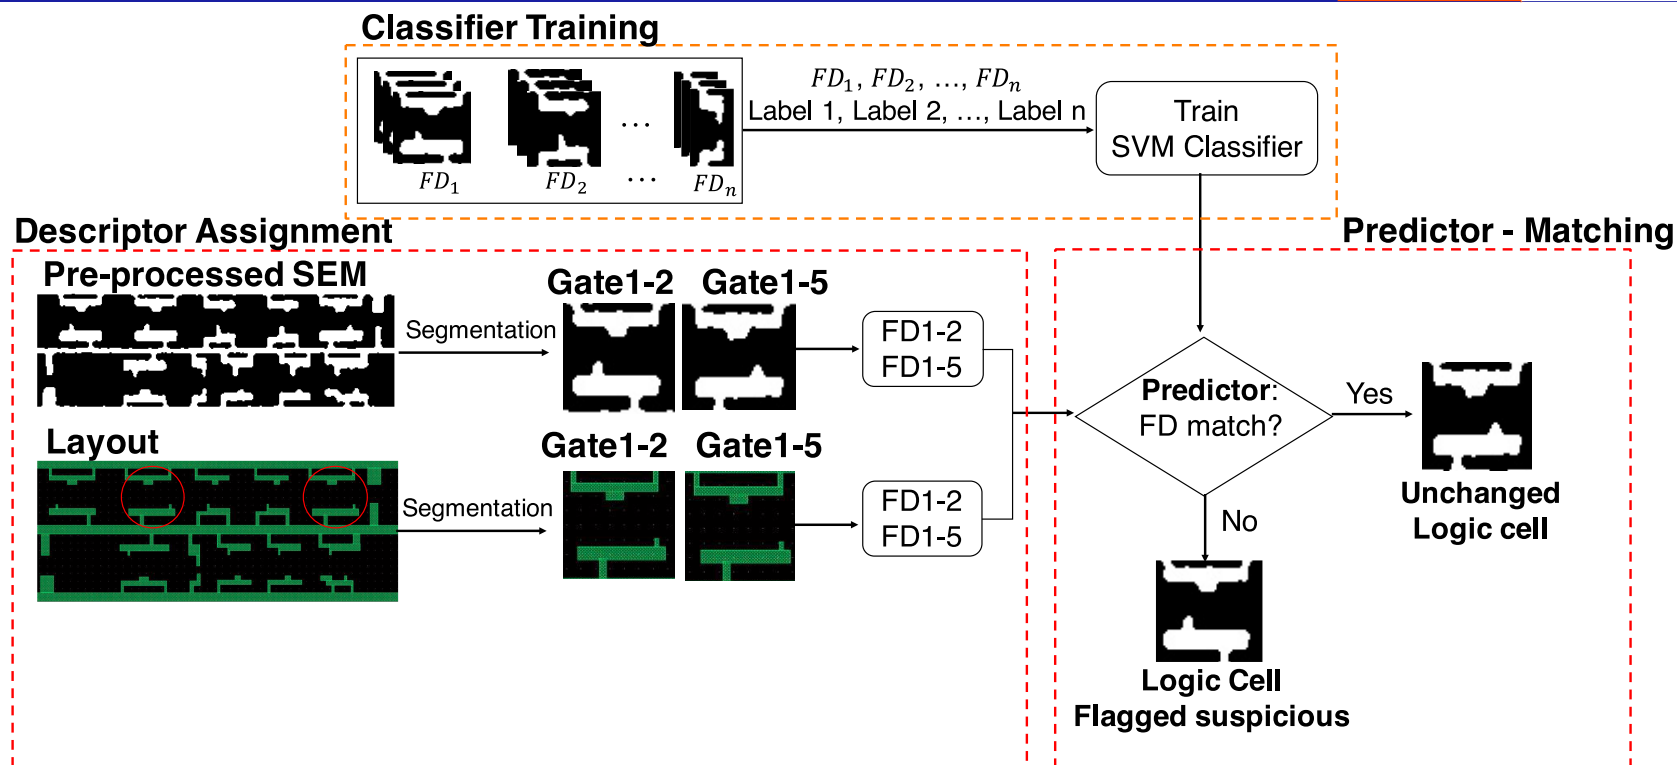 Classifier Training
FD₁, FD₂, …, FDₙ
Label 1, Label 2, …, Label n
Train
SVM Classifier
…
FD₁ FD₂ … FDₙ
Descriptor Assignment
Predictor - Matching
Pre-processed SEM
Gate1-2 Gate1-5
Segmentation
FD1-2
FD1-5
Layout
Gate1-2 Gate1-5
Segmentation
FD1-2
FD1-5
Predictor:
FD match?
Yes
Unchanged
Logic cell
No
Logic Cell
Flagged suspicious